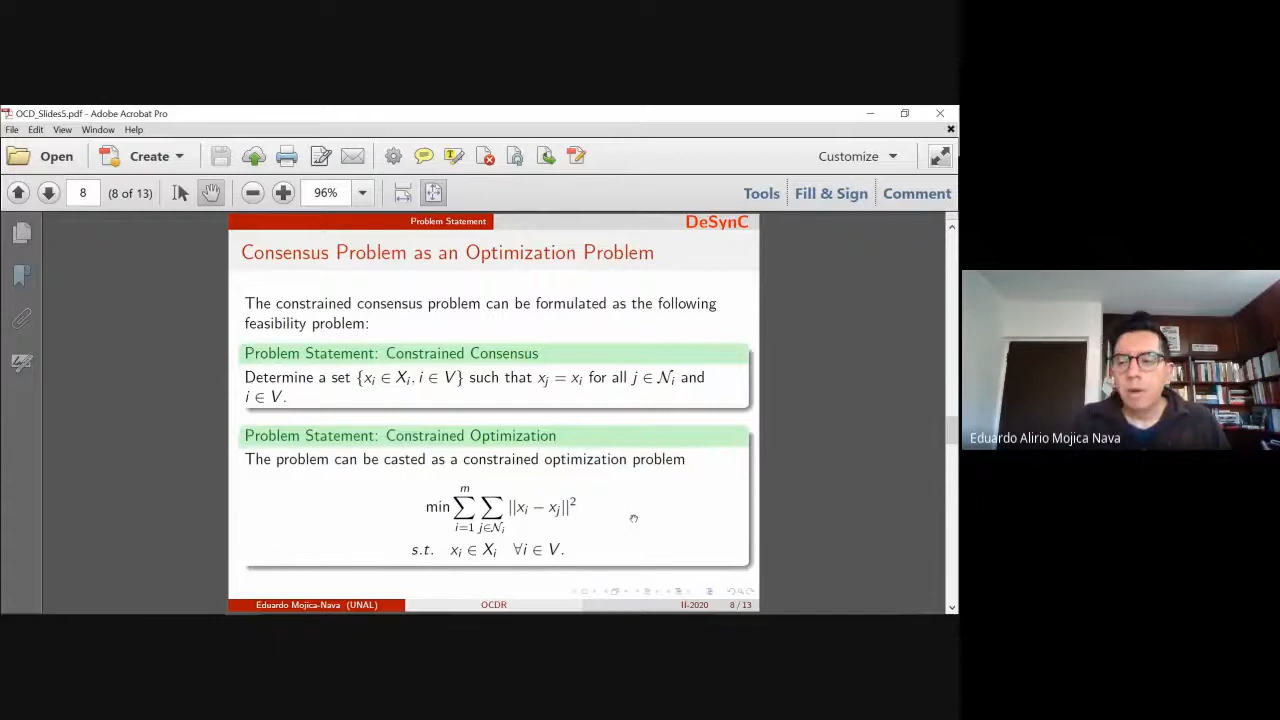 OCD_Slides5.pdf - Adobe Acrobat Pro
File Edit View Window Help
Open Create Customize
8 (8 of 13) 96% Tools Fill & Sign Comment
Problem Statement DeSynC
Consensus Problem as an Optimization Problem
The constrained consensus problem can be formulated as the following
feasibility problem:
Problem Statement: Constrained Consensus
Determine a set {xᵢ ∈ Xᵢ, i ∈ V} such that xⱼ = xᵢ for all j ∈ 𝒩ᵢ and
i ∈ V.
Problem Statement: Constrained Optimization
The problem can be casted as a constrained optimization problem
min ∑_{i=1}^{m} ∑_{j∈𝒩ᵢ} ||xᵢ − xⱼ||²
s.t. xᵢ ∈ Xᵢ ∀i ∈ V.
Eduardo Mojica-Nava (UNAL) OCDR II-2020 8 / 13
Eduardo Alirio Mojica Nava